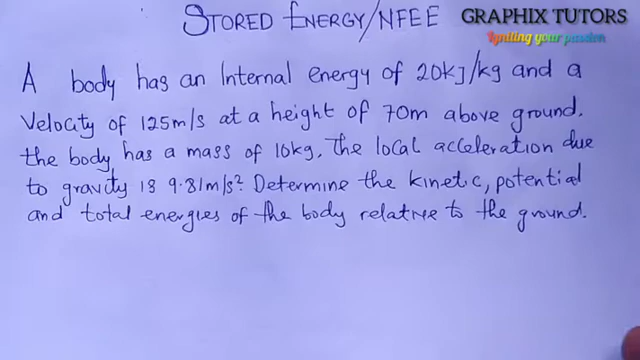 STORED ENERGY/NFEE
GRAPHIX TUTORS
Igniting your passion
A body has an Internal energy of 20kJ/kg and a
velocity of 125m/s at a height of 70m above ground.
the body has a mass of 10kg. The local acceleration due
to gravity is 9.81m/s². Determine the kinetic, potential
and total energies of the body relative to the ground.